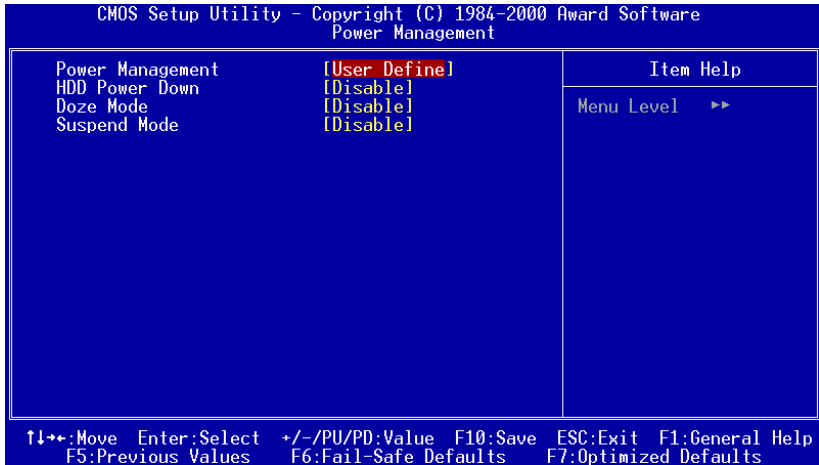 CMOS Setup Utility – Copyright (C) 1984-2000 Award Software
Power Management
Power Management [User Define]
HDD Power Down [Disable]
Doze Mode [Disable]
Suspend Mode [Disable]
Item Help
Menu Level ►►
↑↓→←:Move Enter:Select +/-/PU/PD:Value F10:Save ESC:Exit F1:General Help
F5:Previous Values F6:Fail-Safe Defaults F7:Optimized Defaults